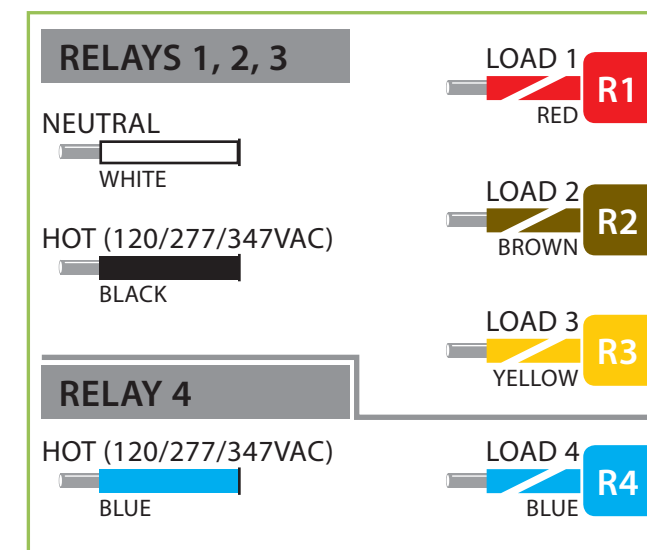 RELAYS 1, 2, 3
NEUTRAL
WHITE
HOT (120/277/347VAC)
BLACK
LOAD 1
RED
R1
LOAD 2
BROWN
R2
LOAD 3
YELLOW
R3
RELAY 4
HOT (120/277/347VAC)
BLUE
LOAD 4
BLUE
R4